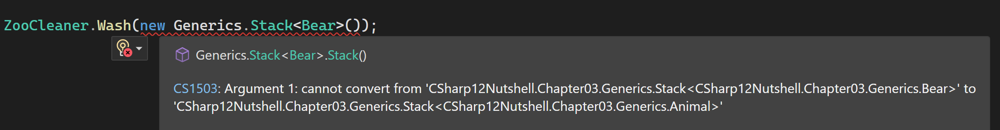 ZooCleaner.Wash(new Generics.Stack<Bear>());
Generics.Stack<Bear>.Stack()
CS1503: Argument 1: cannot convert from 'CSharp12Nutshell.Chapter03.Generics.Stack<CSharp12Nutshell.Chapter03.Generics.Bear>' to
'CSharp12Nutshell.Chapter03.Generics.Stack<CSharp12Nutshell.Chapter03.Generics.Animal>'